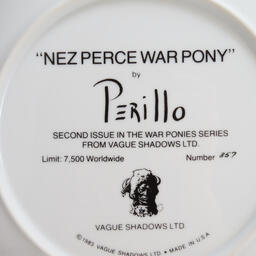 "NEZ PERCE WAR PONY"
by
PERillo
SECOND ISSUE IN THE WAR PONIES SERIES
FROM VAGUE SHADOWS LTD.
Limit: 7,500 Worldwide Number 857
VAGUE SHADOWS LTD
©1983 VAGUE SHADOWS LTD. • MADE IN U.S.A.